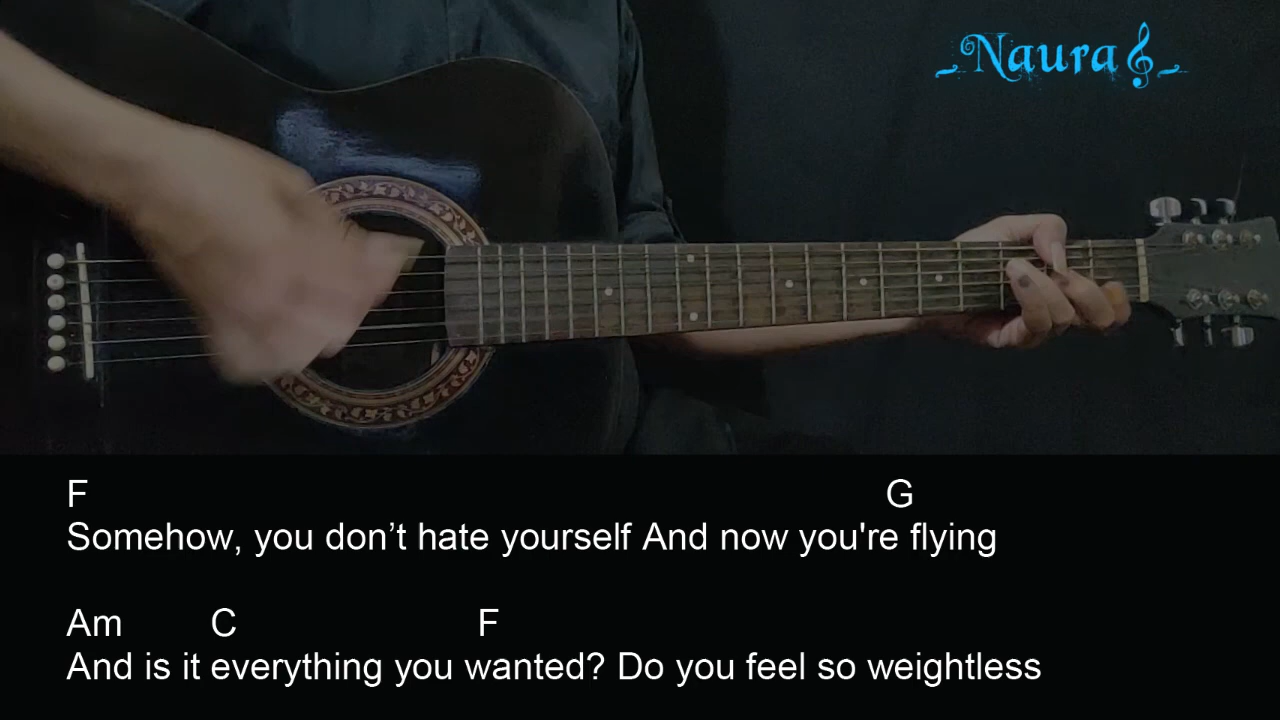 Naura
F G
Somehow, you don’t hate yourself And now you're flying
Am C F
And is it everything you wanted? Do you feel so weightless